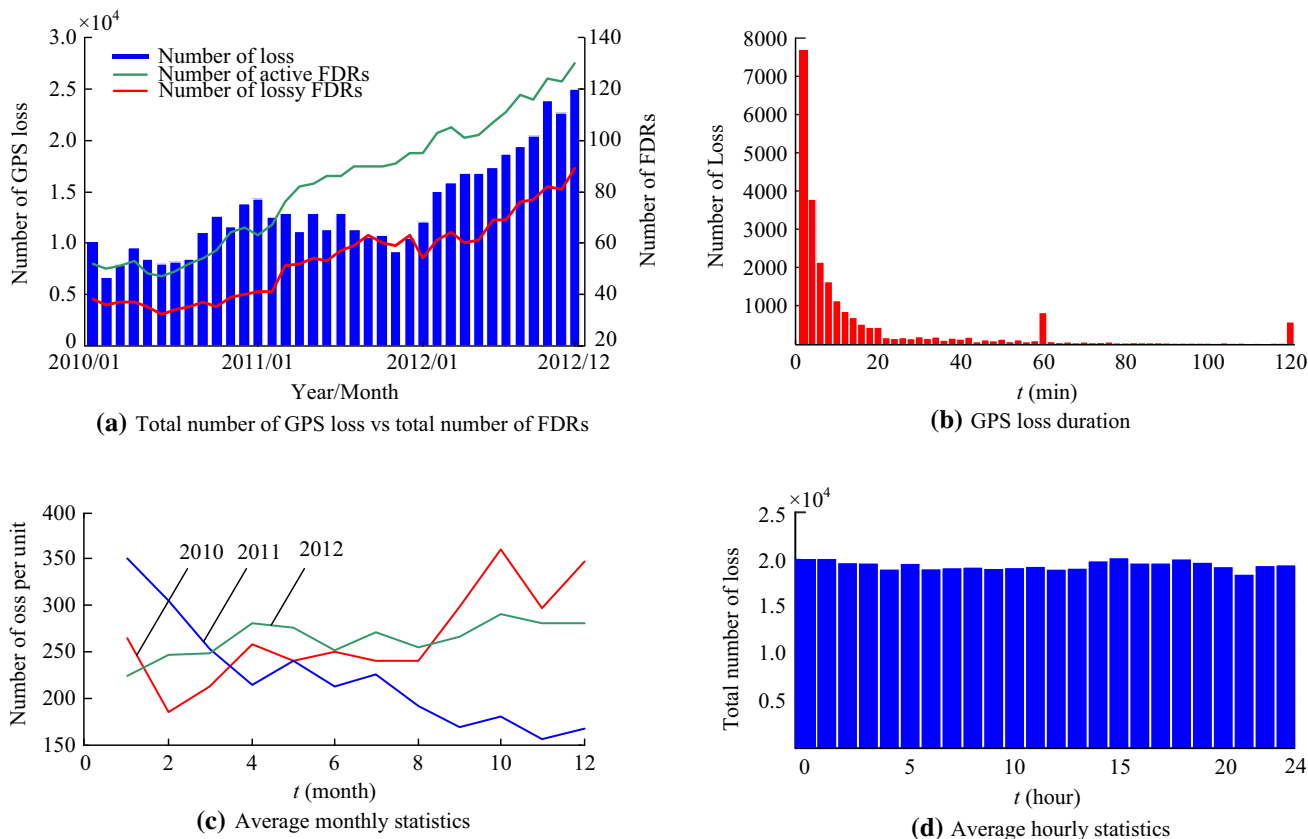 ×10⁴
3.0
2.5
2.0
1.5
1.0
0.5
0
Number of GPS loss
Number of loss
Number of active FDRs
Number of lossy FDRs
140
120
100
80
60
40
20
Number of FDRs
2010/01
2011/01
2012/01
2012/12
Year/Month
(a) Total number of GPS loss vs total number of FDRs
8000
7000
6000
5000
4000
3000
2000
1000
Number of Loss
0 20 40 60 80 100 120
t (min)
(b) GPS loss duration
400
350
300
250
200
150
Number of oss per unit
2010 2011 2012
0 2 4 6 8 10 12
t (month)
(c) Average monthly statistics
×10⁴
2.5
2.0
1.5
1.0
0.5
Total number of loss
0 5 10 15 20 24
t (hour)
(d) Average hourly statistics